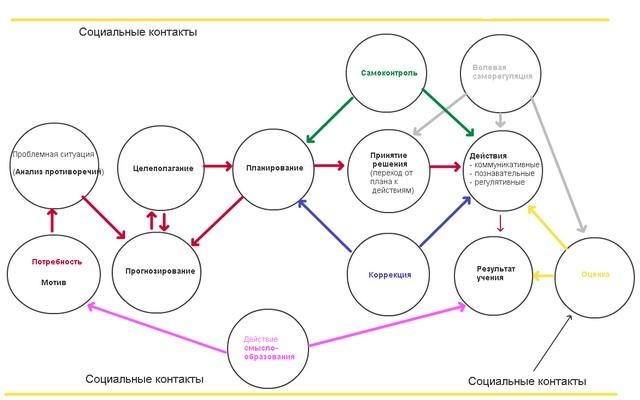 Социальные контакты
Самоконтроль
Волевая
саморегуляция
Проблемная ситуация
(Анализ противоречия)
Целеполагание
Планирование
Принятие
решения
(переход от
плана к
действиям)
Действия
- коммуникативные
- познавательные
- регулятивные
Потребность
Мотив
Прогнозирование
Коррекция
Результат
учения
Оценка
Действие
смысло-
образования
Социальные контакты
Социальные контакты